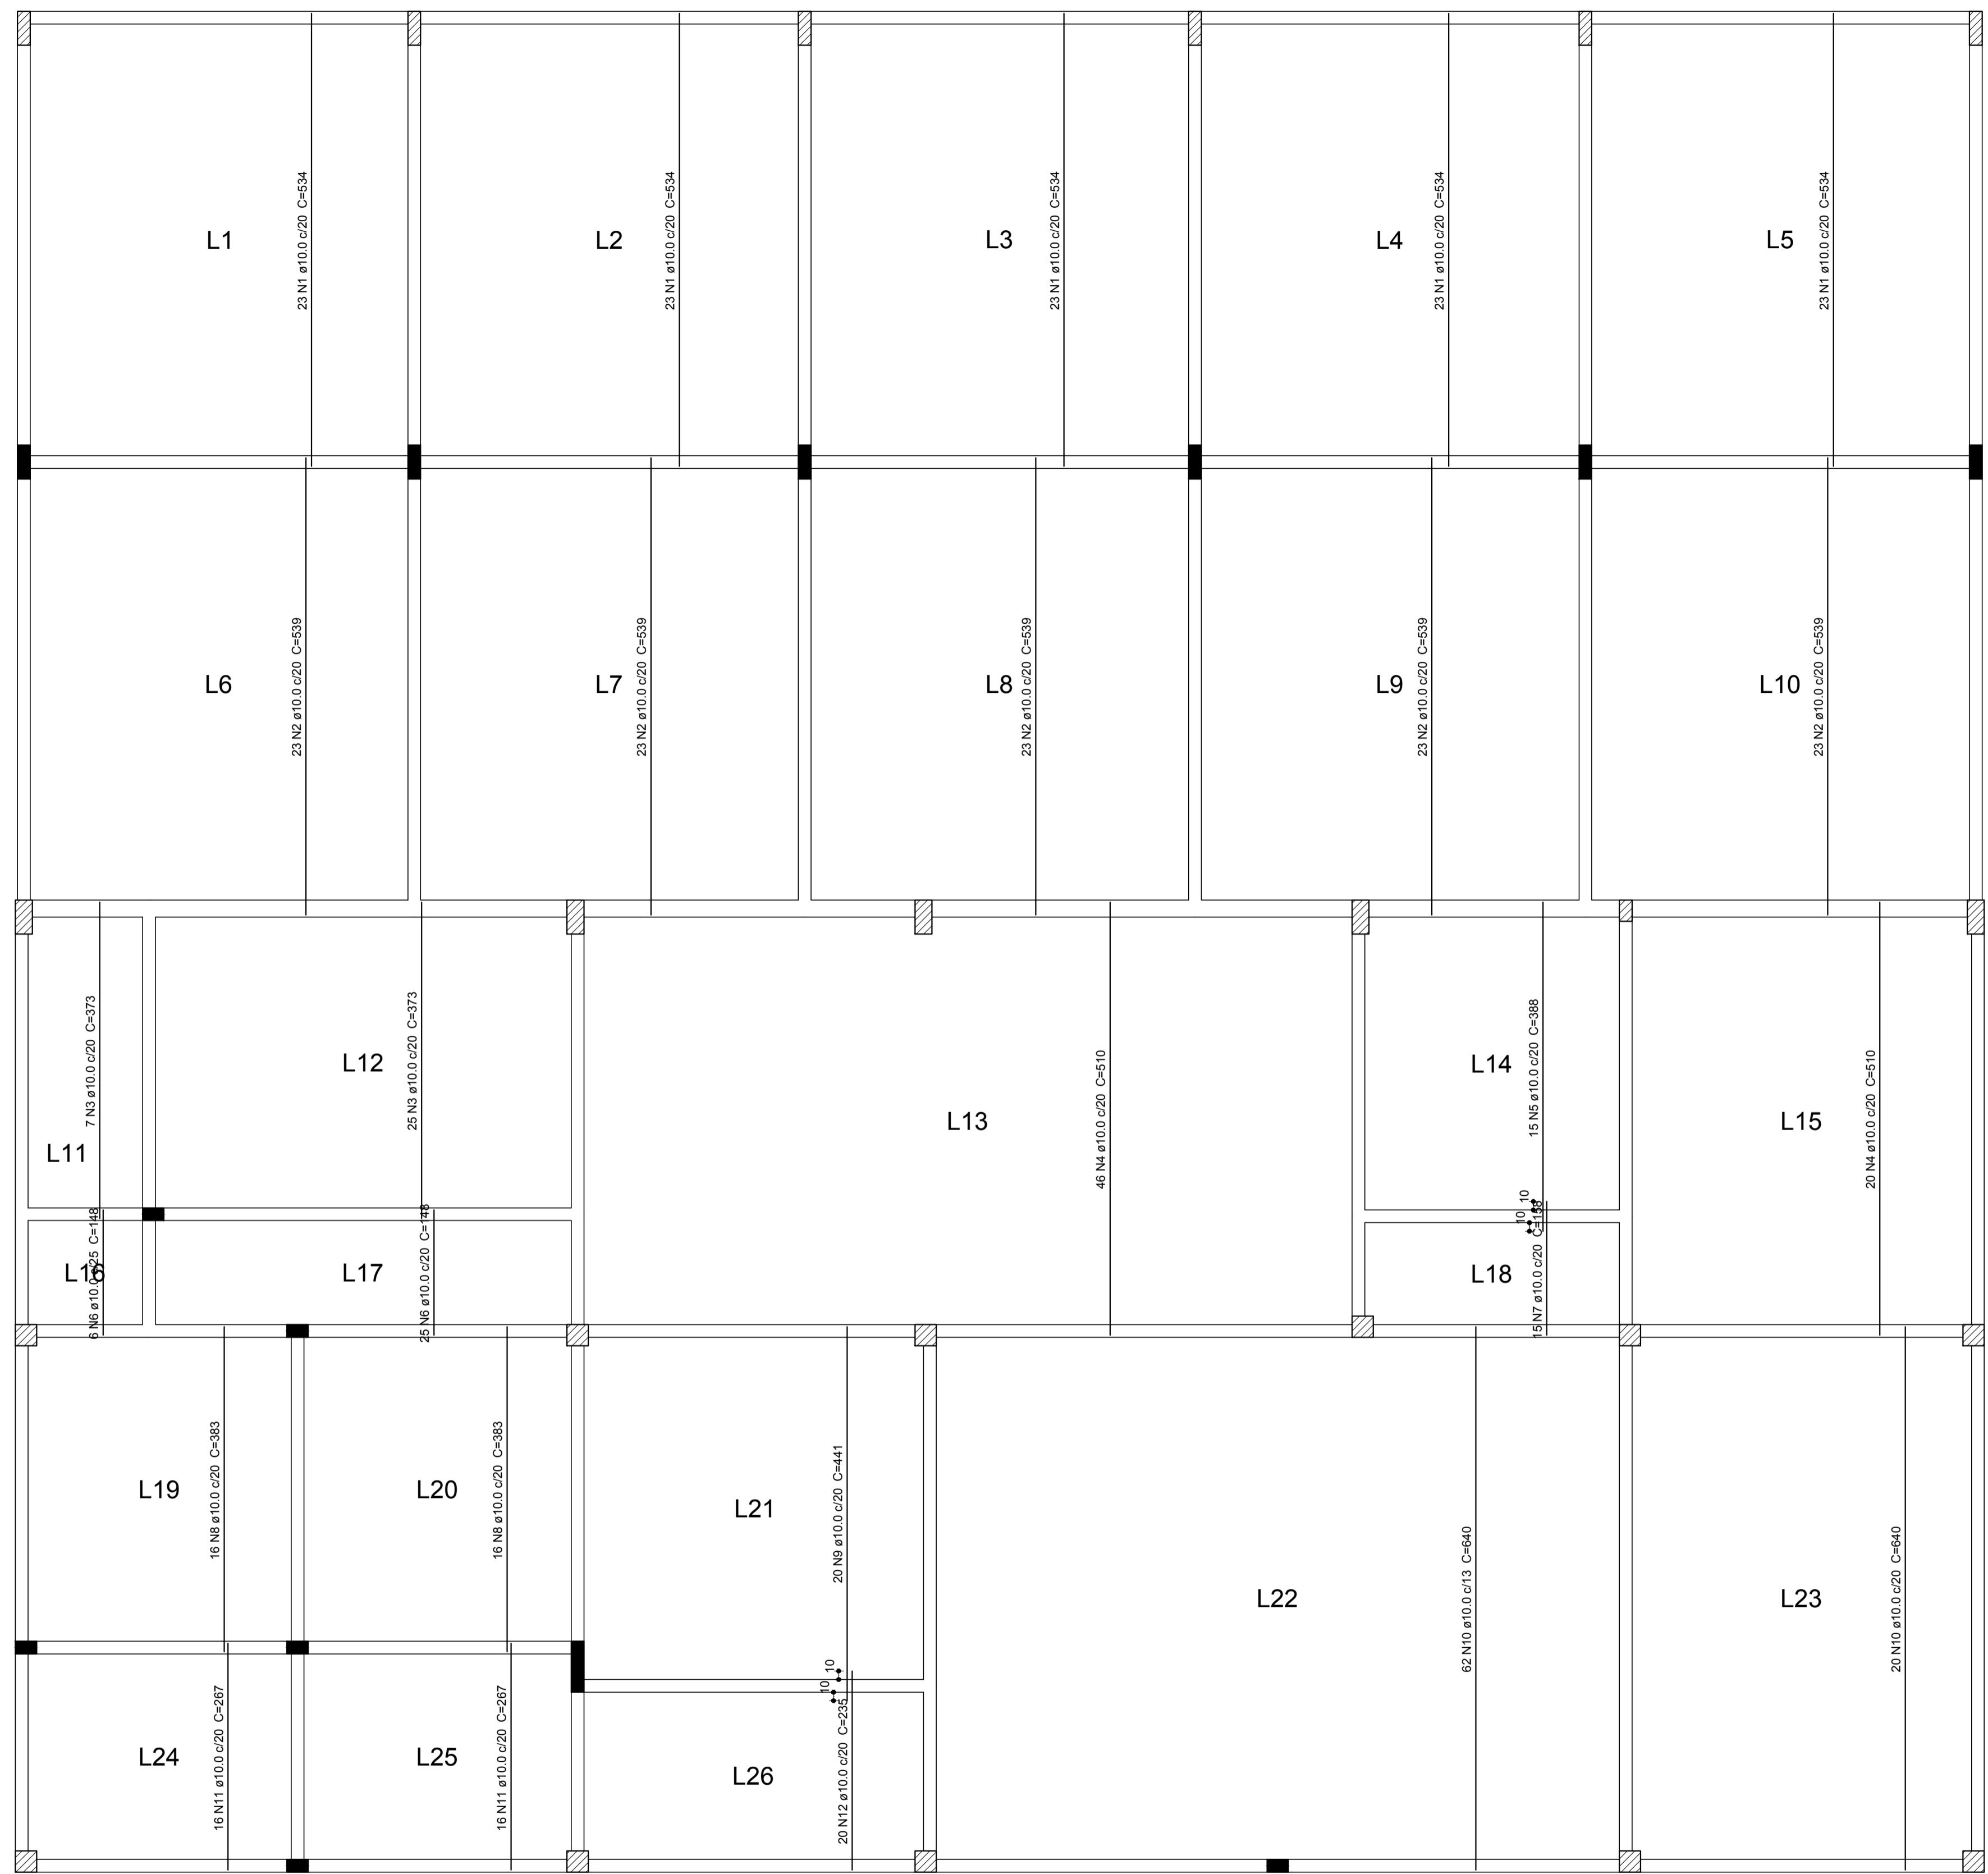 L1
23 N1 ø10.0 c/20 C=534
L2
23 N1 ø10.0 c/20 C=534
L3
23 N1 ø10.0 c/20 C=534
L4
23 N1 ø10.0 c/20 C=534
L5
23 N1 ø10.0 c/20 C=534
L6
23 N2 ø10.0 c/20 C=539
L7
23 N2 ø10.0 c/20 C=539
L8
23 N2 ø10.0 c/20 C=539
L9
23 N2 ø10.0 c/20 C=539
L10
23 N2 ø10.0 c/20 C=539
L11
7 N3 ø10.0 c/20 C=373
L12
25 N3 ø10.0 c/20 C=373
L13
46 N4 ø10.0 c/20 C=510
L14
15 N5 ø10.0 c/20 C=388
10
10
L15
20 N4 ø10.0 c/20 C=510
L16
6 N6 ø10.0 c/25 C=148
L17
25 N6 ø10.0 c/20 C=148
L18
15 N7 ø10.0 c/20 C=158
L19
16 N8 ø10.0 c/20 C=383
L20
16 N8 ø10.0 c/20 C=383
L21
20 N9 ø10.0 c/20 C=441
10
10
L22
62 N10 ø10.0 c/13 C=640
L23
20 N10 ø10.0 c/20 C=640
L24
16 N11 ø10.0 c/20 C=267
L25
16 N11 ø10.0 c/20 C=267
L26
20 N12 ø10.0 c/20 C=235